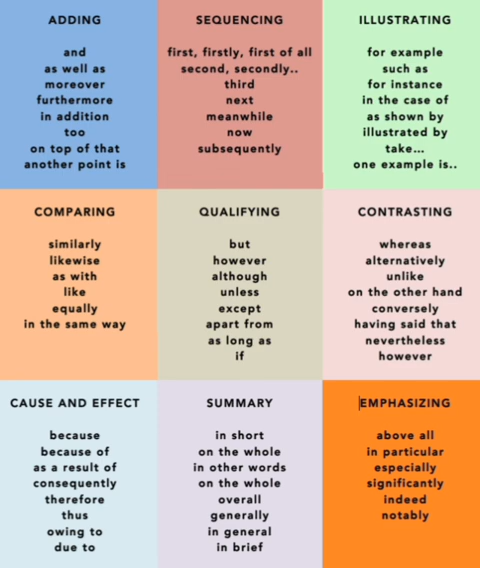 ADDING
and
as well as
moreover
furthermore
in addition
too
on top of that
another point is
SEQUENCING
first, firstly, first of all
second, secondly..
third
next
meanwhile
now
subsequently
ILLUSTRATING
for example
such as
for instance
in the case of
as shown by
illustrated by
take...
one example is..
COMPARING
similarly
likewise
as with
like
equally
in the same way
QUALIFYING
but
however
although
unless
except
apart from
as long as
if
CONTRASTING
whereas
alternatively
unlike
on the other hand
conversely
having said that
nevertheless
however
CAUSE AND EFFECT
because
because of
as a result of
consequently
therefore
thus
owing to
due to
SUMMARY
in short
on the whole
in other words
on the whole
overall
generally
in general
in brief
EMPHASIZING
above all
in particular
especially
significantly
indeed
notably